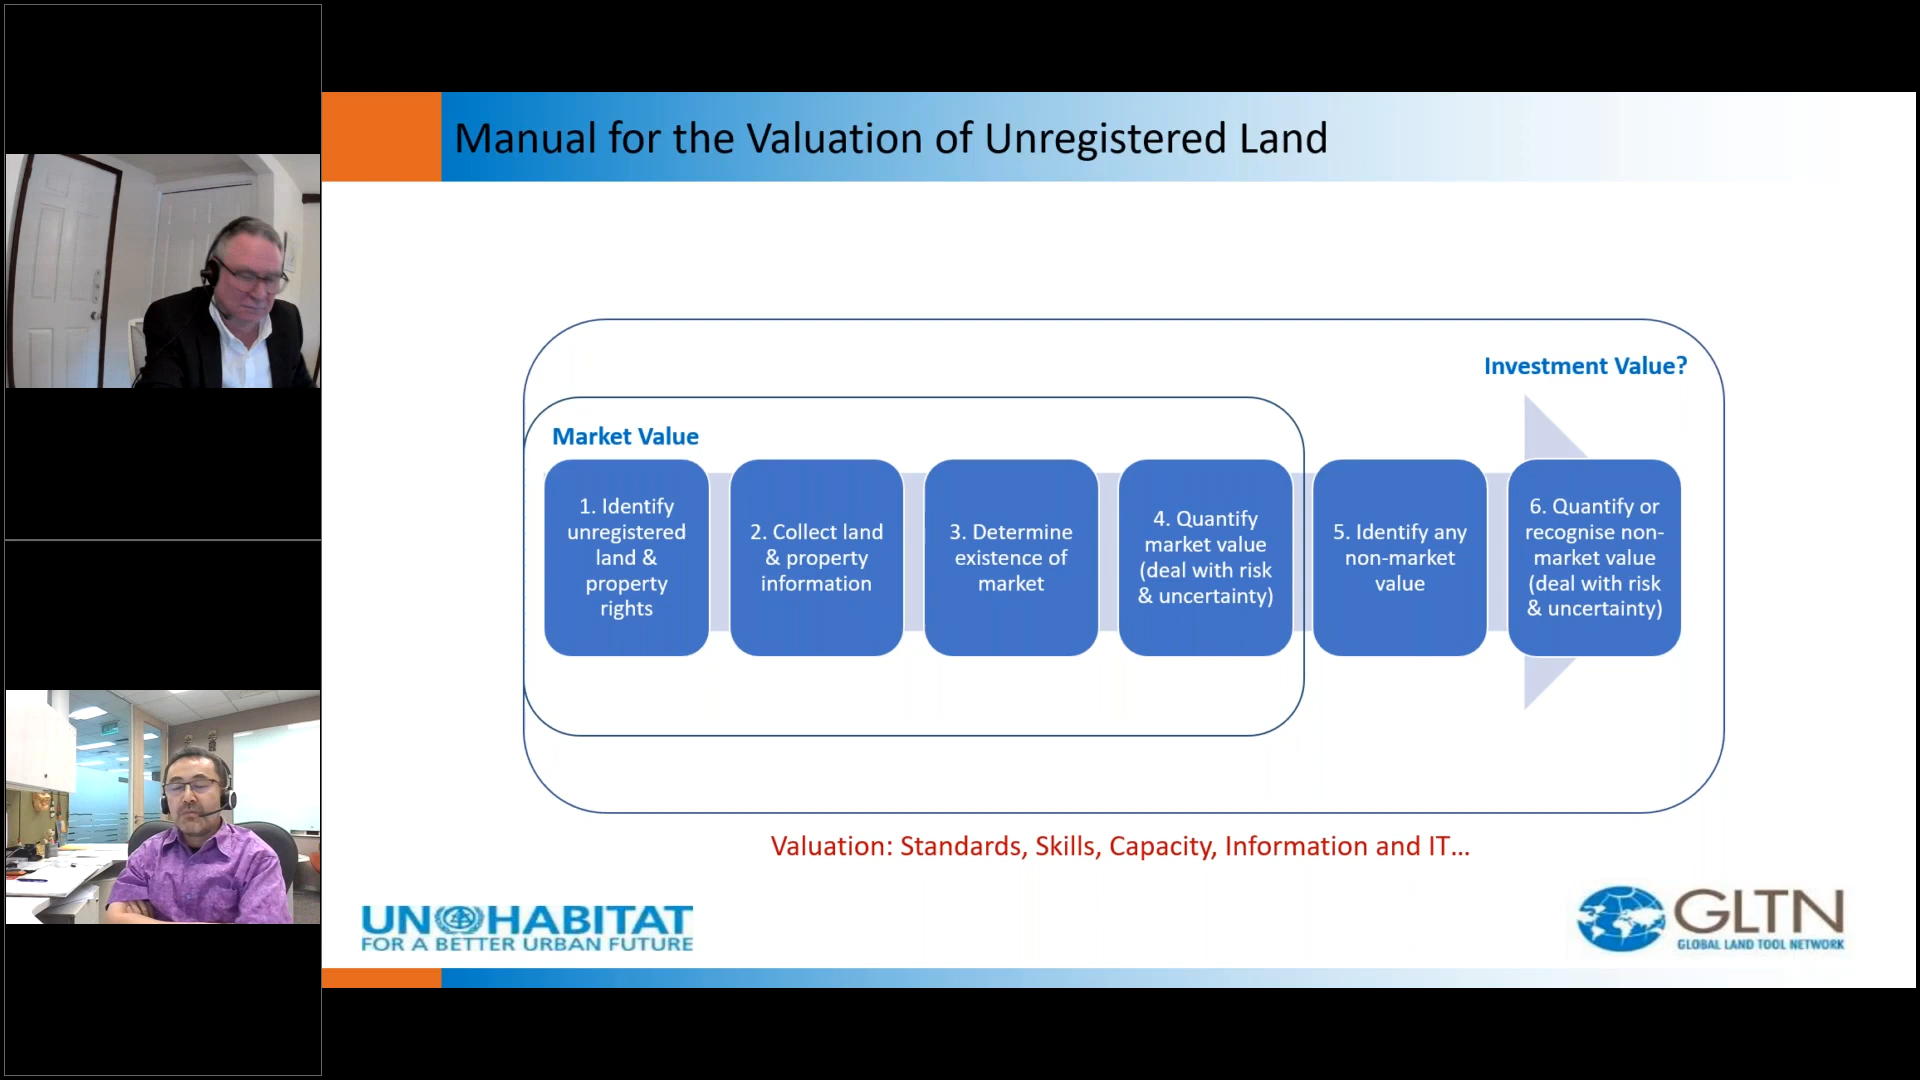 Manual for the Valuation of Unregistered Land
Investment Value?
Market Value
1. Identify
unregistered
land &
property
rights
2. Collect land
& property
information
3. Determine
existence of
market
4. Quantify
market value
(deal with risk
& uncertainty)
5. Identify any
non-market
value
6. Quantify or
recognise non-
market value
(deal with risk
& uncertainty)
Valuation: Standards, Skills, Capacity, Information and IT...
UN HABITAT
FOR A BETTER URBAN FUTURE
GLTN
GLOBAL LAND TOOL NETWORK